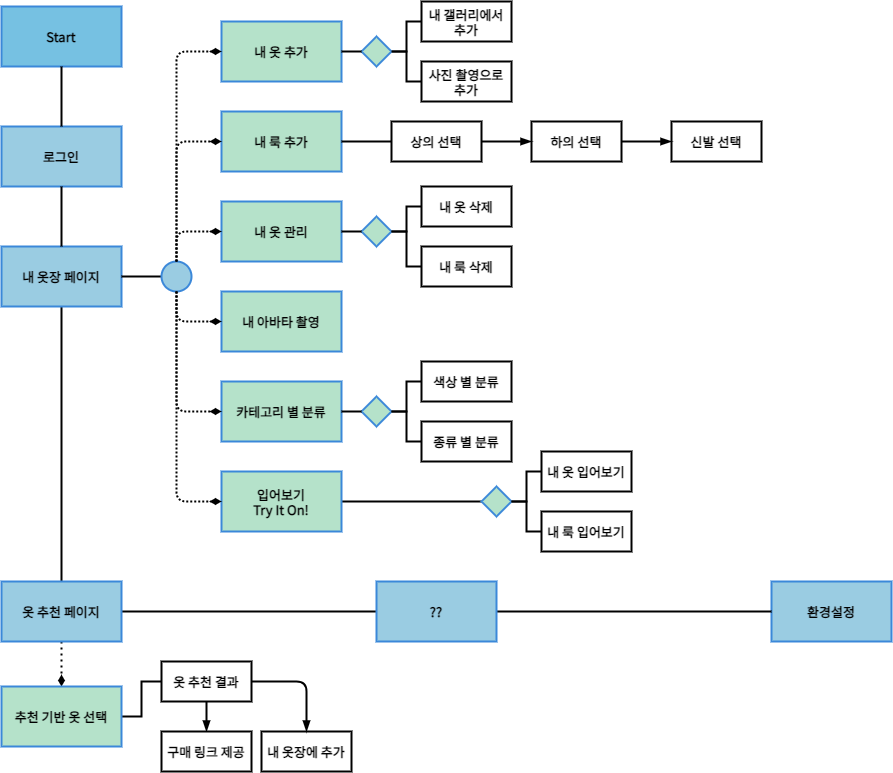 Start
로그인
내 옷장 페이지
내 옷 추가
내 갤러리에서
추가
사진 촬영으로
추가
내 룩 추가
상의 선택
하의 선택
신발 선택
내 옷 관리
내 옷 삭제
내 룩 삭제
내 아바타 촬영
카테고리 별 분류
색상 별 분류
종류 별 분류
입어보기
Try It On!
내 옷 입어보기
내 룩 입어보기
옷 추천 페이지
??
환경설정
추천 기반 옷 선택
옷 추천 결과
구매 링크 제공
내 옷장에 추가